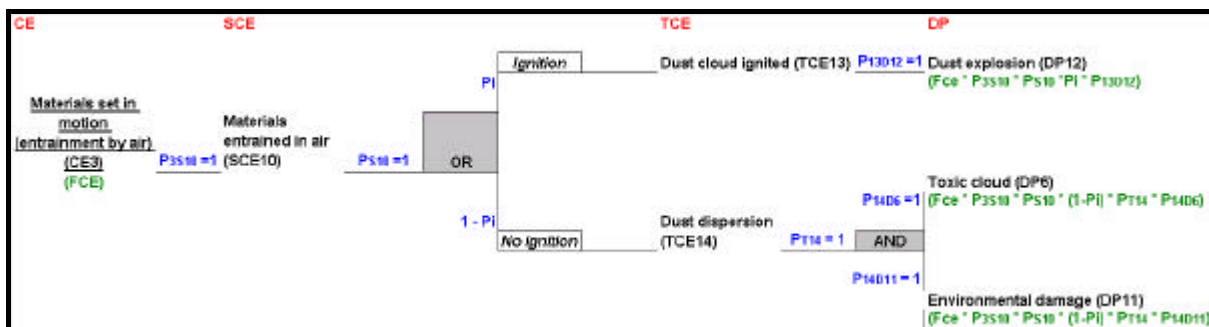 CE SCE TCE DP
Ignition
Dust cloud ignited (TCE13) P13D12 =1 Dust explosion (DP12)
(Fce * P3S10 * PS10 *Pi * P13D12)
Pi
Materials set in
motion
(entrainment by air)
(CE3)
(FCE)
P3S10 =1
Materials
entrained in air
(SCE10)
PS10 =1
OR
1 - Pi
No ignition
Dust dispersion
(TCE14)
PT14 = 1
AND
P14D6 =1
Toxic cloud (DP6)
(Fce * P3S10 * PS10 * (1-Pi) * PT14 * P14D6)
P14D11 = 1
Environmental damage (DP11)
(Fce * P3S10 * PS10 * (1-Pi) * PT14 * P14D11)